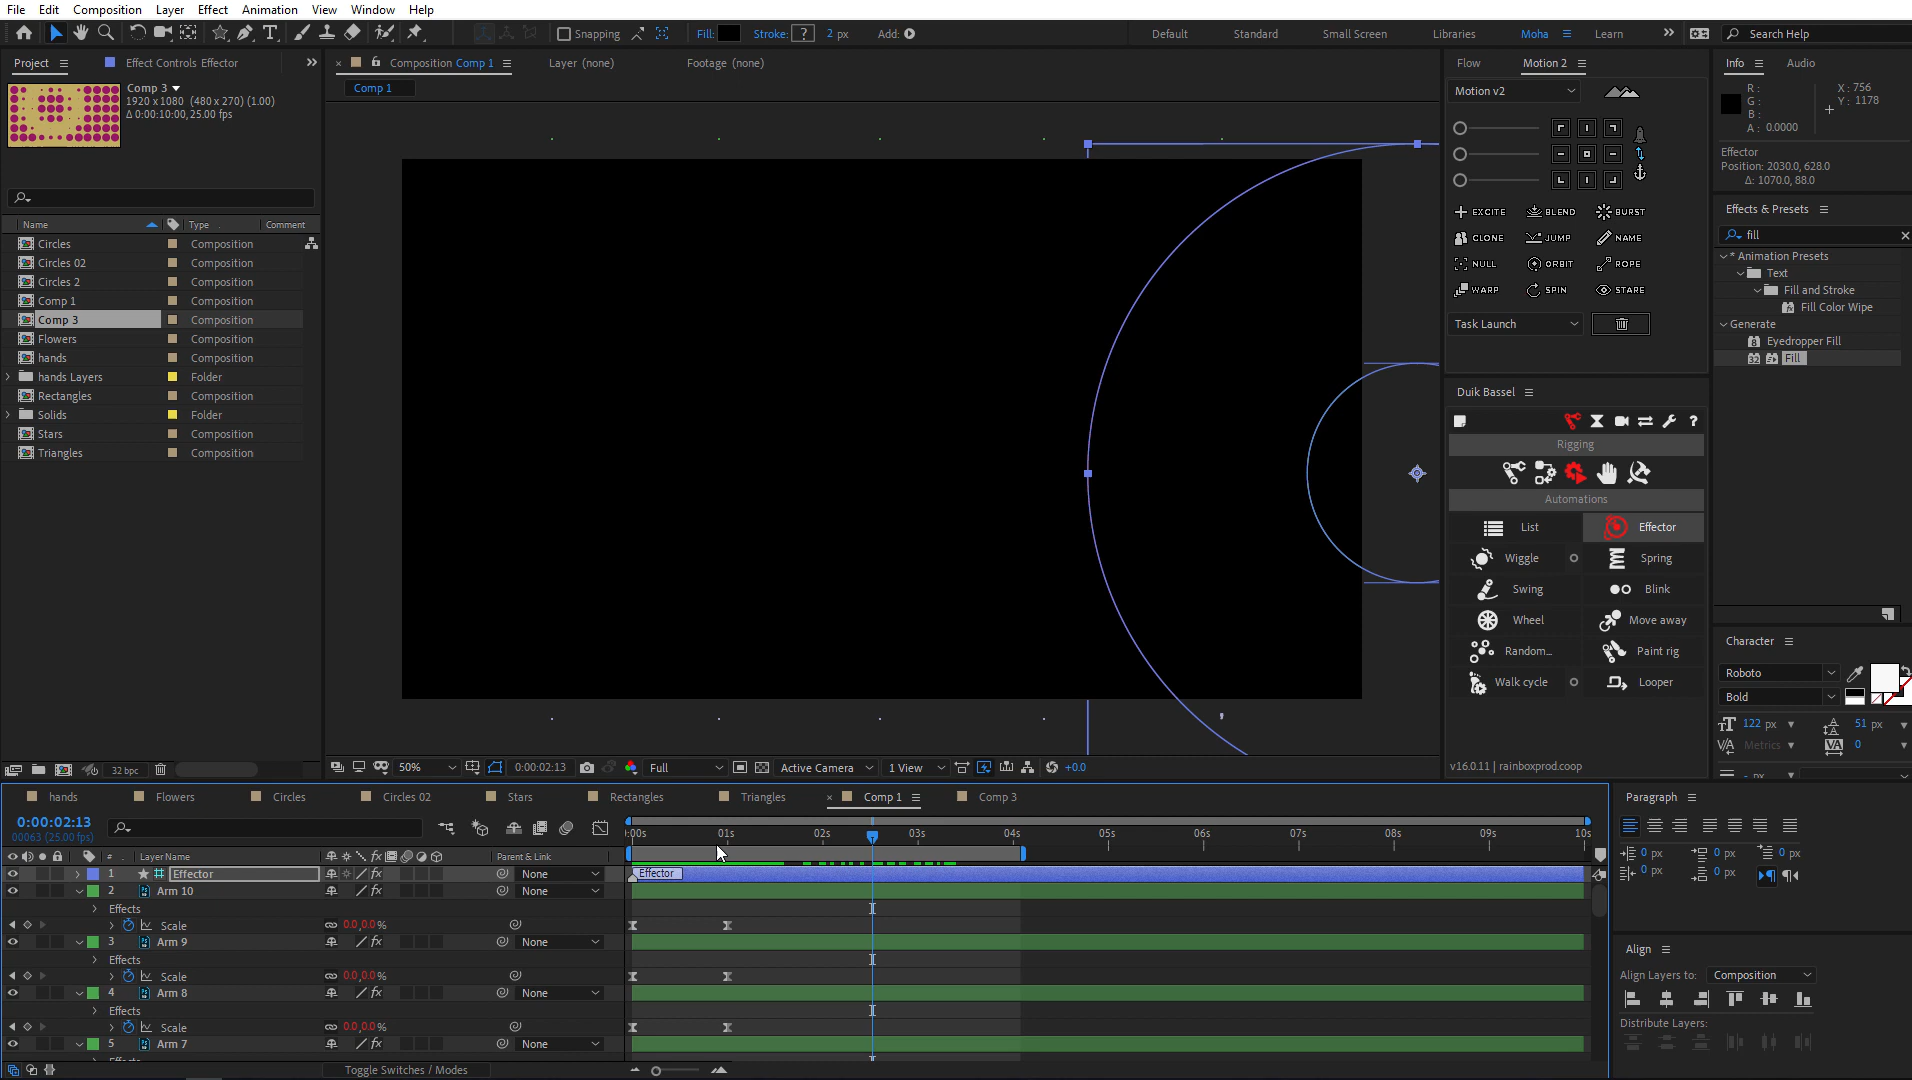 File Edit Composition Layer Effect Animation View Window Help
Snapping Fill: Stroke: ? 2 px Add: Default Standard Small Screen Libraries Moha Learn Search Help
Project Effect Controls Effector
Comp 3
1920 x 1080 (480 x 270) (1.00)
Δ 0:00:10:00, 25.00 fps
Name Type Comment
Circles Composition
Circles 02 Composition
Circles 2 Composition
Comp 1 Composition
Comp 3 Composition
Flowers Composition
hands Composition
hands Layers Folder
Rectangles Composition
Solids Folder
Stars Composition
Triangles Composition
32 bpc
Composition Comp 1 Layer (none) Footage (none)
Comp 1
50% 0:00:02:13 Full Active Camera 1 View +0.0
Flow Motion 2
Motion v2
EXCITE BLEND BURST
CLONE JUMP NAME
NULL ORBIT ROPE
WARP SPIN STARE
Task Launch
Duik Bassel
?
Rigging
Automations
List Effector
Wiggle Spring
Swing Blink
Wheel Move away
Random... Paint rig
Walk cycle Looper
v16.0.11 | rainboxprod.coop
Info Audio
R : X : 756
G : Y : 1178
B :
A : 0.0000
Effector
Position: 2030.0, 628.0
Δ: 1070.0, 88.0
Effects & Presets
fill
* Animation Presets
Text
Fill and Stroke
Fill Color Wipe
Generate
Eyedropper Fill
Fill
Character
Roboto
Bold
122 px 51 px
Metrics 0
- px
hands Flowers Circles Circles 02 Stars Rectangles Triangles Comp 1 Comp 3
0:00:02:13
00063 (25.00 fps)
:00s 01s 02s 03s 04s 05s 06s 07s 08s 09s 10s
# Layer Name Parent & Link
1 Effector None Effector
2 Arm 10 None
Effects
Scale 0.0,0.0 %
3 Arm 9 None
Effects
Scale 0.0,0.0 %
4 Arm 8 None
Effects
Scale 0.0,0.0 %
5 Arm 7 None
Toggle Switches / Modes
Paragraph
0 px 0 px 0 px
0 px 0 px
Align
Align Layers to: Composition
Distribute Layers: